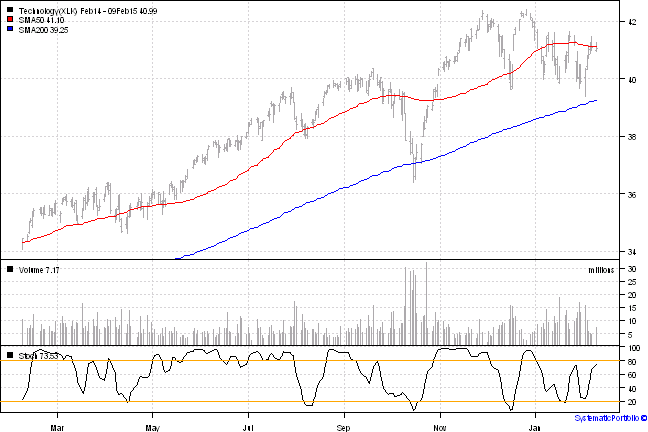 Technology(XLK) Feb14 - 09Feb15 40.99
SMA50 41.10
SMA200 39.25
42
40
38
36
34
Volume 7.17
millions
30
25
20
15
10
5
Stoch 73.53
100
80
60
40
20
Mar May Jul Sep Nov Jan
SystematicPortfolio ©